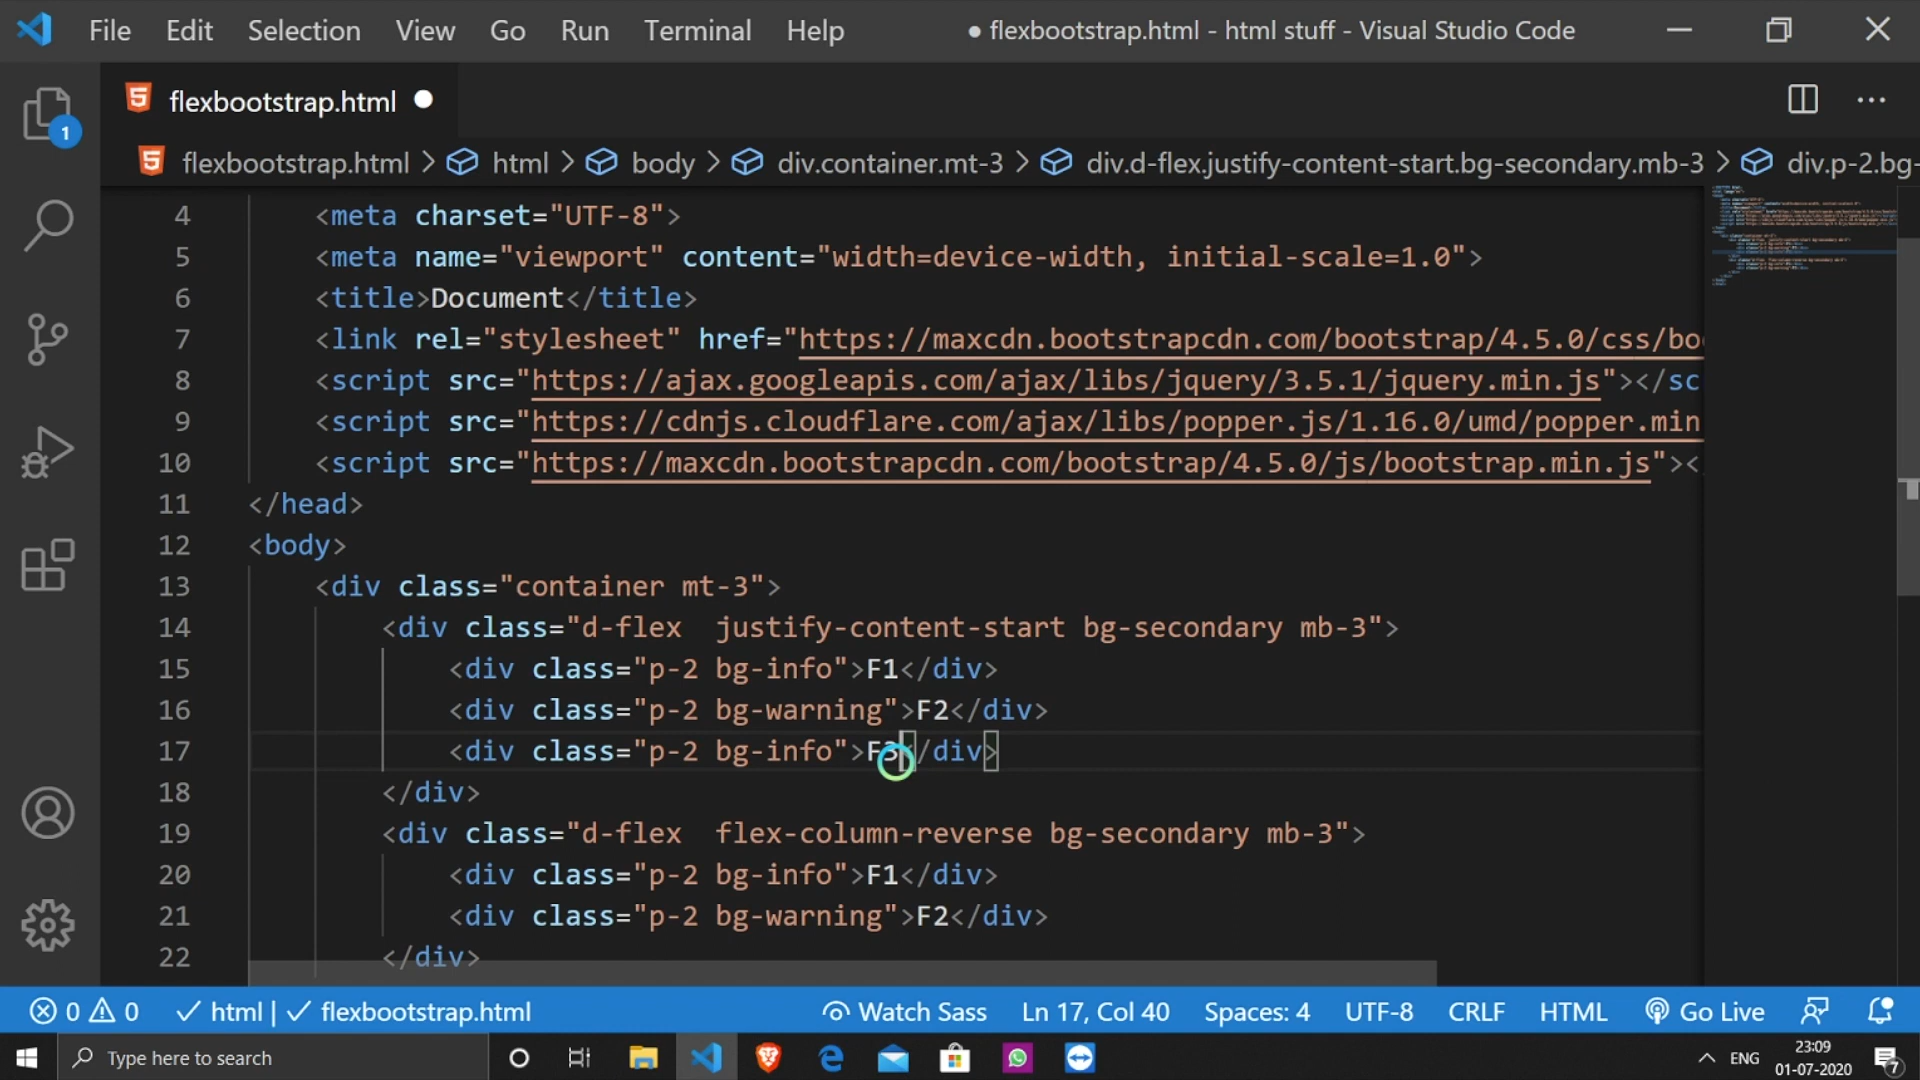 File Edit Selection View Go Run Terminal Help ● flexbootstrap.html - html stuff - Visual Studio Code
flexbootstrap.html ●
flexbootstrap.html > html > body > div.container.mt-3 > div.d-flex.justify-content-start.bg-secondary.mb-3 > div.p-2.bg-
1
4 <meta charset="UTF-8">
5 <meta name="viewport" content="width=device-width, initial-scale=1.0">
6 <title>Document</title>
7 <link rel="stylesheet" href="https://maxcdn.bootstrapcdn.com/bootstrap/4.5.0/css/bo
8 <script src="https://ajax.googleapis.com/ajax/libs/jquery/3.5.1/jquery.min.js"></sc
9 <script src="https://cdnjs.cloudflare.com/ajax/libs/popper.js/1.16.0/umd/popper.min
10 <script src="https://maxcdn.bootstrapcdn.com/bootstrap/4.5.0/js/bootstrap.min.js"><
11 </head>
12 <body>
13 <div class="container mt-3">
14 <div class="d-flex  justify-content-start bg-secondary mb-3">
15 <div class="p-2 bg-info">F1</div>
16 <div class="p-2 bg-warning">F2</div>
17 <div class="p-2 bg-info">F3</div>
18 </div>
19 <div class="d-flex  flex-column-reverse bg-secondary mb-3">
20 <div class="p-2 bg-info">F1</div>
21 <div class="p-2 bg-warning">F2</div>
22 </div>
0 0 ✓ html | ✓ flexbootstrap.html Watch Sass Ln 17, Col 40 Spaces: 4 UTF-8 CRLF HTML Go Live
Type here to search ENG 23:09
01-07-2020 7